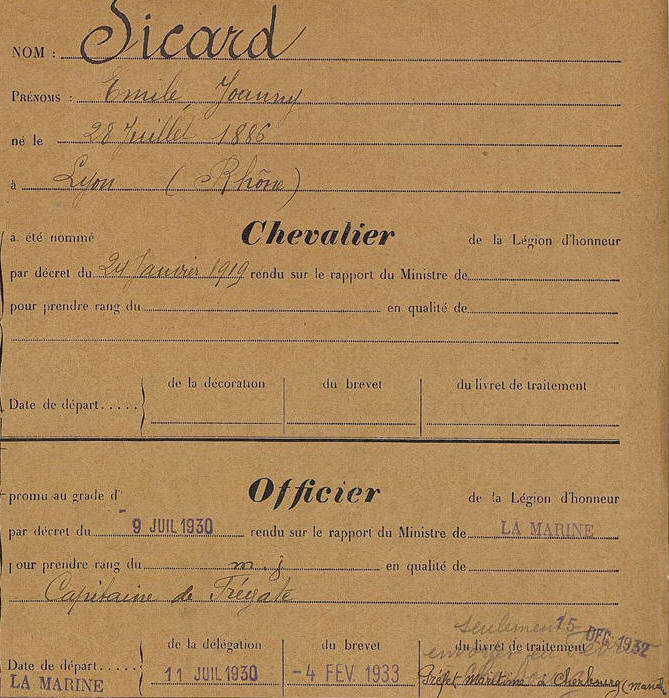 NOM : Sicard
PRÉNOMS : Emile, Joanny
né le 28 Juillet 1886
à Lyon (Rhône)
à été nommé Chevalier de la Légion d'honneur
par décret du 24 Janvier 1919 rendu sur le rapport du Ministre de
pour prendre rang du en qualité de
de la décoration du brevet du livret de traitement
Date de départ.....
promu au grade d' Officier de la Légion d'honneur
par décret du 9 JUIL 1930 rendu sur le rapport du Ministre de LA MARINE
pour prendre rang du m. j. en qualité de
Capitaine de Frégate
seulement 15 DEC 1932
de la délégation du brevet du livret de traitement
Date de départ..... 11 JUIL 1930 -4 FEV. 1933 Préfet maritime à Cherbourg
LA MARINE